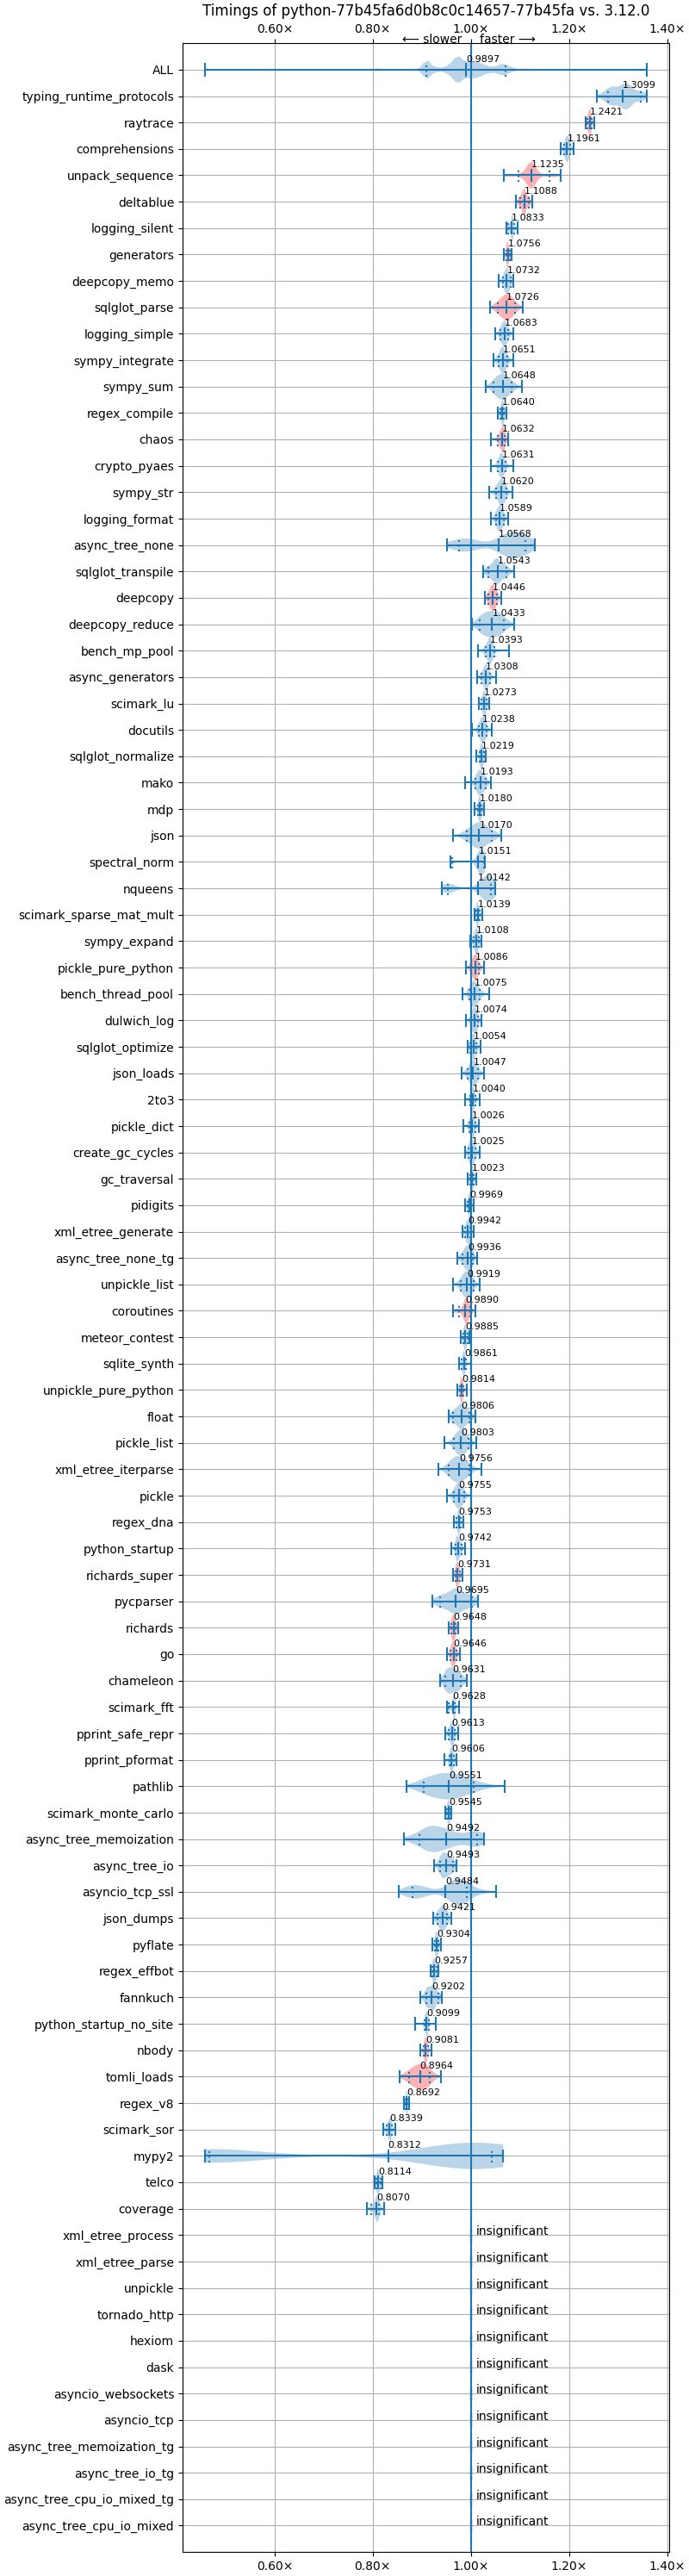 Timings of python-77b45fa6d0b8c0c14657-77b45fa vs. 3.12.0
0.60× 0.80× 1.00× 1.20× 1.40×
⟵ slower faster ⟶
ALL 0.9897
typing_runtime_protocols 1.3099
raytrace 1.2421
comprehensions 1.1961
unpack_sequence 1.1235
deltablue 1.1088
logging_silent 1.0833
generators 1.0756
deepcopy_memo 1.0732
sqlglot_parse 1.0726
logging_simple 1.0683
sympy_integrate 1.0651
sympy_sum 1.0648
regex_compile 1.0640
chaos 1.0632
crypto_pyaes 1.0631
sympy_str 1.0620
logging_format 1.0589
async_tree_none 1.0568
sqlglot_transpile 1.0543
deepcopy 1.0446
deepcopy_reduce 1.0433
bench_mp_pool 1.0393
async_generators 1.0308
scimark_lu 1.0273
docutils 1.0238
sqlglot_normalize 1.0219
mako 1.0193
mdp 1.0180
json 1.0170
spectral_norm 1.0151
nqueens 1.0142
scimark_sparse_mat_mult 1.0139
sympy_expand 1.0108
pickle_pure_python 1.0086
bench_thread_pool 1.0075
dulwich_log 1.0074
sqlglot_optimize 1.0054
json_loads 1.0047
2to3 1.0040
pickle_dict 1.0026
create_gc_cycles 1.0025
gc_traversal 1.0023
pidigits 0.9969
xml_etree_generate 0.9942
async_tree_none_tg 0.9936
unpickle_list 0.9919
coroutines 0.9890
meteor_contest 0.9885
sqlite_synth 0.9861
unpickle_pure_python 0.9814
float 0.9806
pickle_list 0.9803
xml_etree_iterparse 0.9756
pickle 0.9755
regex_dna 0.9753
python_startup 0.9742
richards_super 0.9731
pycparser 0.9695
richards 0.9648
go 0.9646
chameleon 0.9631
scimark_fft 0.9628
pprint_safe_repr 0.9613
pprint_pformat 0.9606
pathlib 0.9551
scimark_monte_carlo 0.9545
async_tree_memoization 0.9492
async_tree_io 0.9493
asyncio_tcp_ssl 0.9484
json_dumps 0.9421
pyflate 0.9304
regex_effbot 0.9257
fannkuch 0.9202
python_startup_no_site 0.9099
nbody 0.9081
tomli_loads 0.8964
regex_v8 0.8692
scimark_sor 0.8339
mypy2 0.8312
telco 0.8114
coverage 0.8070
xml_etree_process insignificant
xml_etree_parse insignificant
unpickle insignificant
tornado_http insignificant
hexiom insignificant
dask insignificant
asyncio_websockets insignificant
asyncio_tcp insignificant
async_tree_memoization_tg insignificant
async_tree_io_tg insignificant
async_tree_cpu_io_mixed_tg insignificant
async_tree_cpu_io_mixed insignificant
0.60× 0.80× 1.00× 1.20× 1.40×